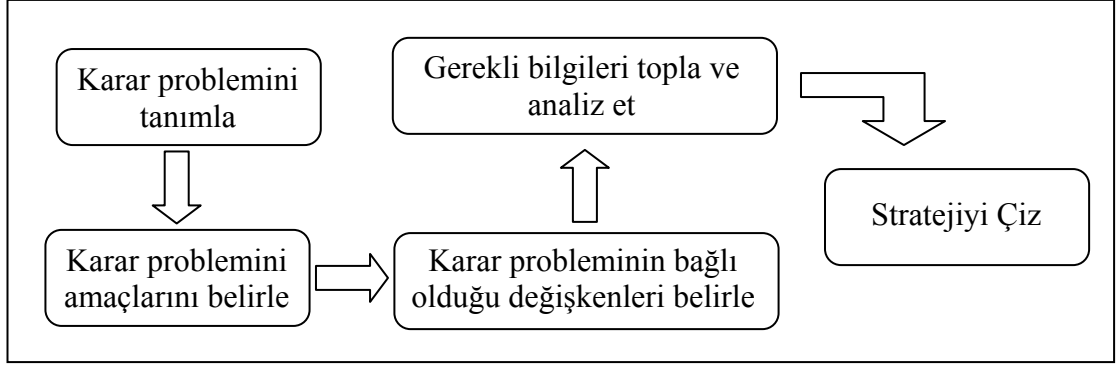 Karar problemini
tanımla
Karar problemini
amaçlarını belirle
Karar probleminin bağlı
olduğu değişkenleri belirle
Gerekli bilgileri topla ve
analiz et
Stratejiyi Çiz